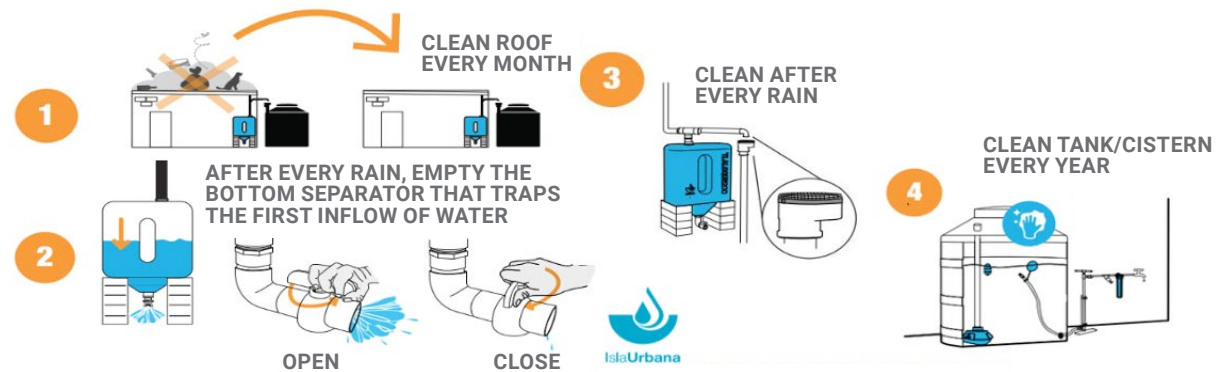 1
CLEAN ROOF
EVERY MONTH
2
AFTER EVERY RAIN, EMPTY THE
BOTTOM SEPARATOR THAT TRAPS
THE FIRST INFLOW OF WATER
OPEN
CLOSE
3
CLEAN AFTER
EVERY RAIN
IslaUrbana
4
CLEAN TANK/CISTERN
EVERY YEAR